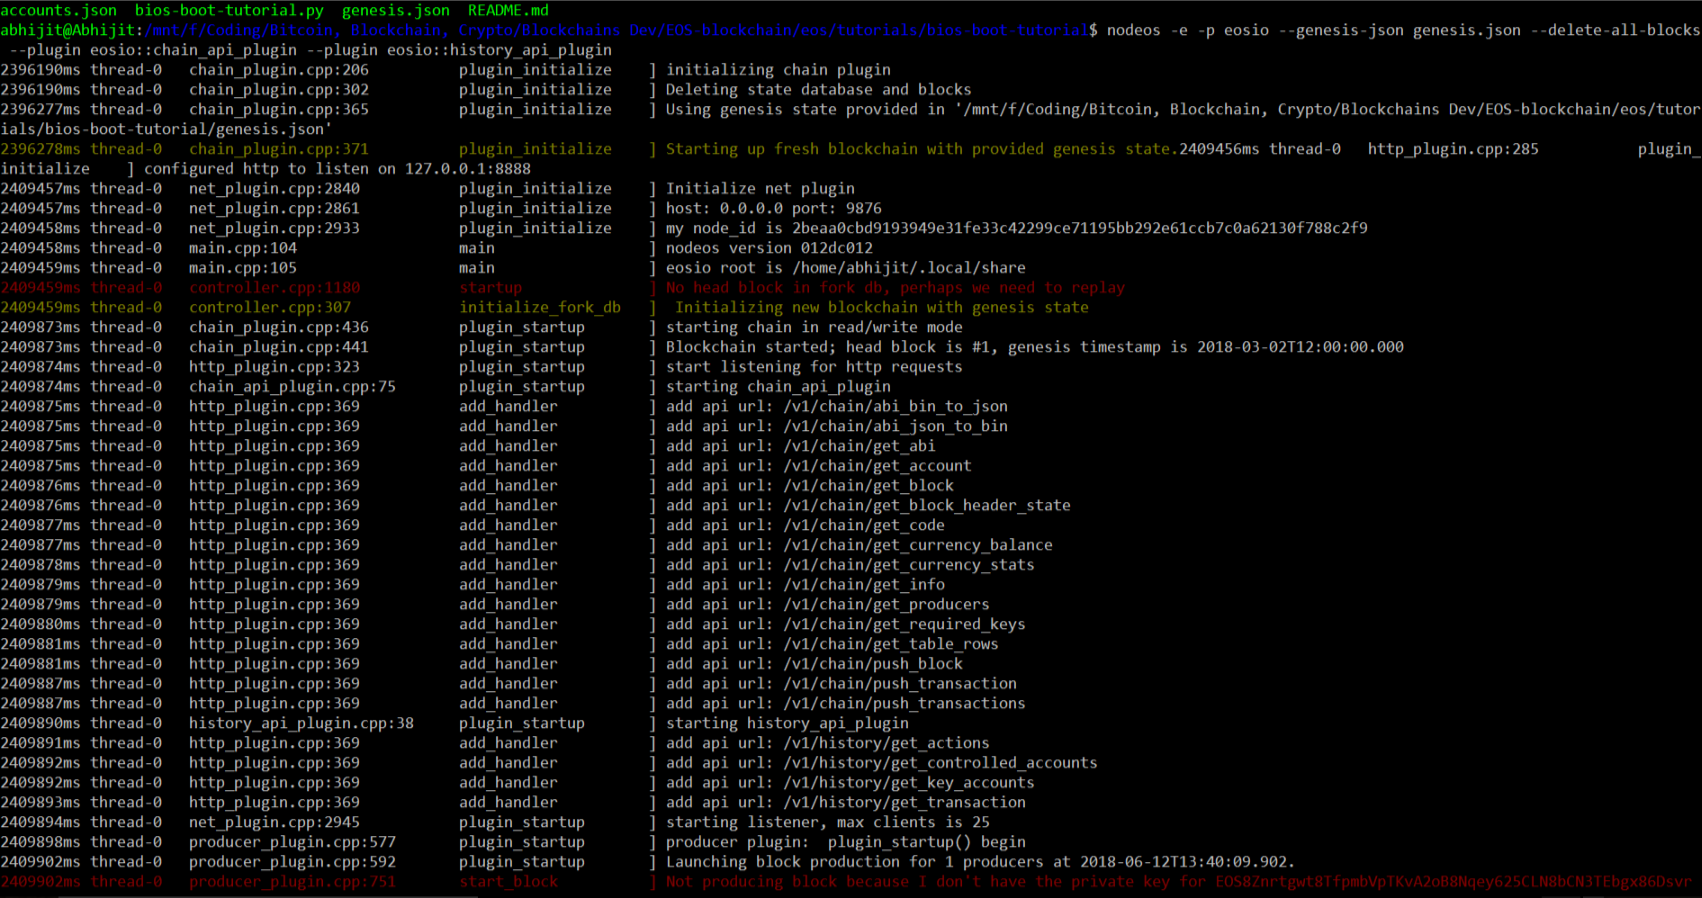 accounts.json  bios-boot-tutorial.py  genesis.json  README.md
abhijit@Abhijit:/mnt/f/Coding/Bitcoin, Blockchain, Crypto/Blockchains Dev/EOS-blockchain/eos/tutorials/bios-boot-tutorial$ nodeos -e -p eosio --genesis-json genesis.json --delete-all-blocks
 --plugin eosio::chain_api_plugin --plugin eosio::history_api_plugin
2396190ms thread-0   chain_plugin.cpp:206          plugin_initialize    ] initializing chain plugin
2396190ms thread-0   chain_plugin.cpp:302          plugin_initialize    ] Deleting state database and blocks
2396277ms thread-0   chain_plugin.cpp:365          plugin_initialize    ] Using genesis state provided in '/mnt/f/Coding/Bitcoin, Blockchain, Crypto/Blockchains Dev/EOS-blockchain/eos/tutor
ials/bios-boot-tutorial/genesis.json'
2396278ms thread-0   chain_plugin.cpp:371          plugin_initialize    ] Starting up fresh blockchain with provided genesis state.2409456ms thread-0   http_plugin.cpp:285           plugin_
initialize    ] configured http to listen on 127.0.0.1:8888
2409457ms thread-0   net_plugin.cpp:2840           plugin_initialize    ] Initialize net plugin
2409457ms thread-0   net_plugin.cpp:2861           plugin_initialize    ] host: 0.0.0.0 port: 9876
2409458ms thread-0   net_plugin.cpp:2933           plugin_initialize    ] my node_id is 2beaa0cbd9193949e31fe33c42299ce71195bb292e61ccb7c0a62130f788c2f9
2409458ms thread-0   main.cpp:104                  main                 ] nodeos version 012dc012
2409459ms thread-0   main.cpp:105                  main                 ] eosio root is /home/abhijit/.local/share
2409459ms thread-0   controller.cpp:1180           startup              ] No head block in fork db, perhaps we need to replay
2409459ms thread-0   controller.cpp:307            initialize_fork_db   ]  Initializing new blockchain with genesis state
2409873ms thread-0   chain_plugin.cpp:436          plugin_startup       ] starting chain in read/write mode
2409873ms thread-0   chain_plugin.cpp:441          plugin_startup       ] Blockchain started; head block is #1, genesis timestamp is 2018-03-02T12:00:00.000
2409874ms thread-0   http_plugin.cpp:323           plugin_startup       ] start listening for http requests
2409874ms thread-0   chain_api_plugin.cpp:75       plugin_startup       ] starting chain_api_plugin
2409875ms thread-0   http_plugin.cpp:369           add_handler          ] add api url: /v1/chain/abi_bin_to_json
2409875ms thread-0   http_plugin.cpp:369           add_handler          ] add api url: /v1/chain/abi_json_to_bin
2409875ms thread-0   http_plugin.cpp:369           add_handler          ] add api url: /v1/chain/get_abi
2409875ms thread-0   http_plugin.cpp:369           add_handler          ] add api url: /v1/chain/get_account
2409876ms thread-0   http_plugin.cpp:369           add_handler          ] add api url: /v1/chain/get_block
2409876ms thread-0   http_plugin.cpp:369           add_handler          ] add api url: /v1/chain/get_block_header_state
2409877ms thread-0   http_plugin.cpp:369           add_handler          ] add api url: /v1/chain/get_code
2409877ms thread-0   http_plugin.cpp:369           add_handler          ] add api url: /v1/chain/get_currency_balance
2409878ms thread-0   http_plugin.cpp:369           add_handler          ] add api url: /v1/chain/get_currency_stats
2409879ms thread-0   http_plugin.cpp:369           add_handler          ] add api url: /v1/chain/get_info
2409879ms thread-0   http_plugin.cpp:369           add_handler          ] add api url: /v1/chain/get_producers
2409880ms thread-0   http_plugin.cpp:369           add_handler          ] add api url: /v1/chain/get_required_keys
2409881ms thread-0   http_plugin.cpp:369           add_handler          ] add api url: /v1/chain/get_table_rows
2409881ms thread-0   http_plugin.cpp:369           add_handler          ] add api url: /v1/chain/push_block
2409887ms thread-0   http_plugin.cpp:369           add_handler          ] add api url: /v1/chain/push_transaction
2409887ms thread-0   http_plugin.cpp:369           add_handler          ] add api url: /v1/chain/push_transactions
2409890ms thread-0   history_api_plugin.cpp:38     plugin_startup       ] starting history_api_plugin
2409891ms thread-0   http_plugin.cpp:369           add_handler          ] add api url: /v1/history/get_actions
2409892ms thread-0   http_plugin.cpp:369           add_handler          ] add api url: /v1/history/get_controlled_accounts
2409892ms thread-0   http_plugin.cpp:369           add_handler          ] add api url: /v1/history/get_key_accounts
2409893ms thread-0   http_plugin.cpp:369           add_handler          ] add api url: /v1/history/get_transaction
2409894ms thread-0   net_plugin.cpp:2945           plugin_startup       ] starting listener, max clients is 25
2409898ms thread-0   producer_plugin.cpp:577       plugin_startup       ] producer plugin:  plugin_startup() begin
2409902ms thread-0   producer_plugin.cpp:592       plugin_startup       ] Launching block production for 1 producers at 2018-06-12T13:40:09.902.
2409902ms thread-0   producer_plugin.cpp:751       start_block          ] Not producing block because I don't have the private key for EOS8Znrtgwt8TfpmbVpTKvA2oB8Nqey625CLN8bCN3TEbgx86Dsvr